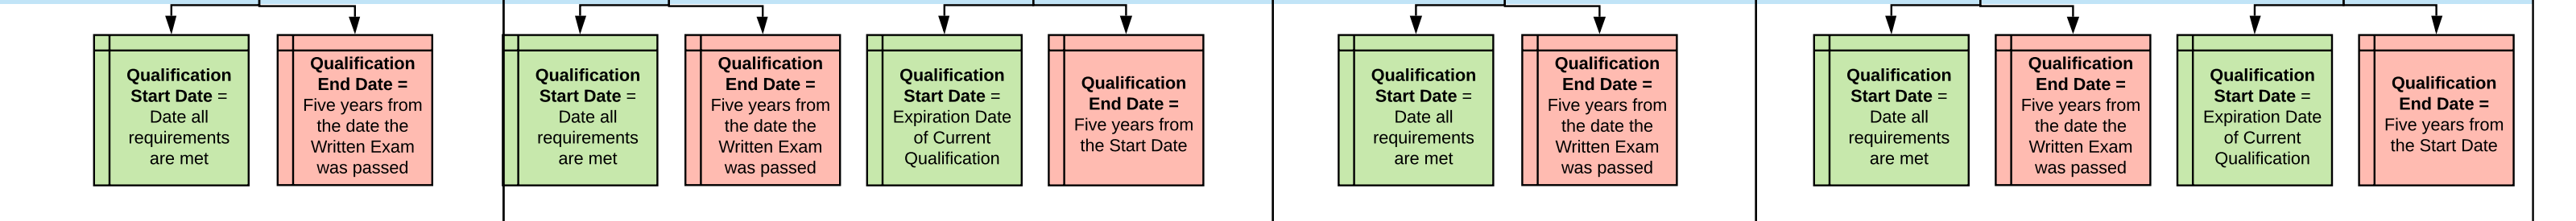 Qualification
Start Date =
Date all
requirements
are met
Qualification
End Date =
Five years from
the date the
Written Exam
was passed
Qualification
Start Date =
Date all
requirements
are met
Qualification
End Date =
Five years from
the date the
Written Exam
was passed
Qualification
Start Date =
Expiration Date
of Current
Qualification
Qualification
End Date =
Five years from
the Start Date
Qualification
Start Date =
Date all
requirements
are met
Qualification
End Date =
Five years from
the date the
Written Exam
was passed
Qualification
Start Date =
Date all
requirements
are met
Qualification
End Date =
Five years from
the date the
Written Exam
was passed
Qualification
Start Date =
Expiration Date
of Current
Qualification
Qualification
End Date =
Five years from
the Start Date